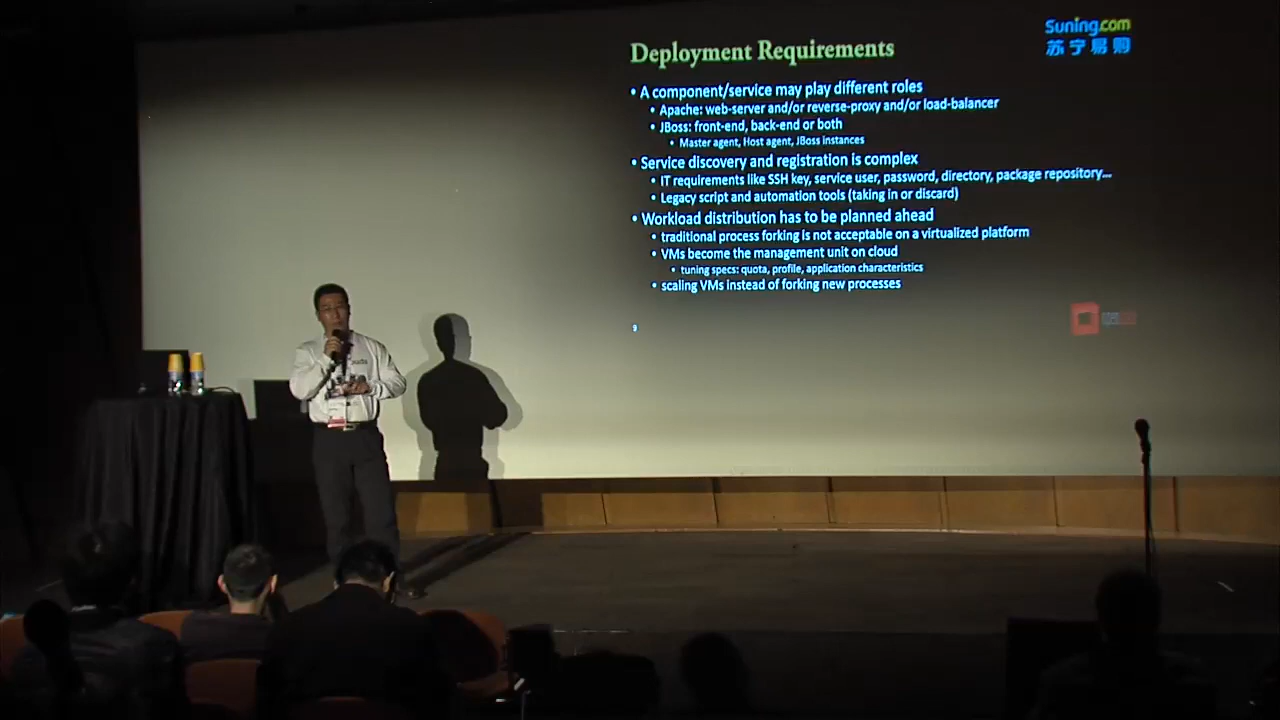 Suning.com
苏宁易购
Deployment Requirements
• A component/service may play different roles
• Apache: web-server and/or reverse-proxy and/or load-balancer
• JBoss: front-end, back-end or both
• Master agent, Host agent, JBoss instances
• Service discovery and registration is complex
• IT requirements like SSH key, service user, password, directory, package repository...
• Legacy script and automation tools (taking in or discard)
• Workload distribution has to be planned ahead
• traditional process forking is not acceptable on a virtualized platform
• VMs become the management unit on cloud
• tuning specs: quota, profile, application characteristics
• scaling VMs instead of forking new processes
9